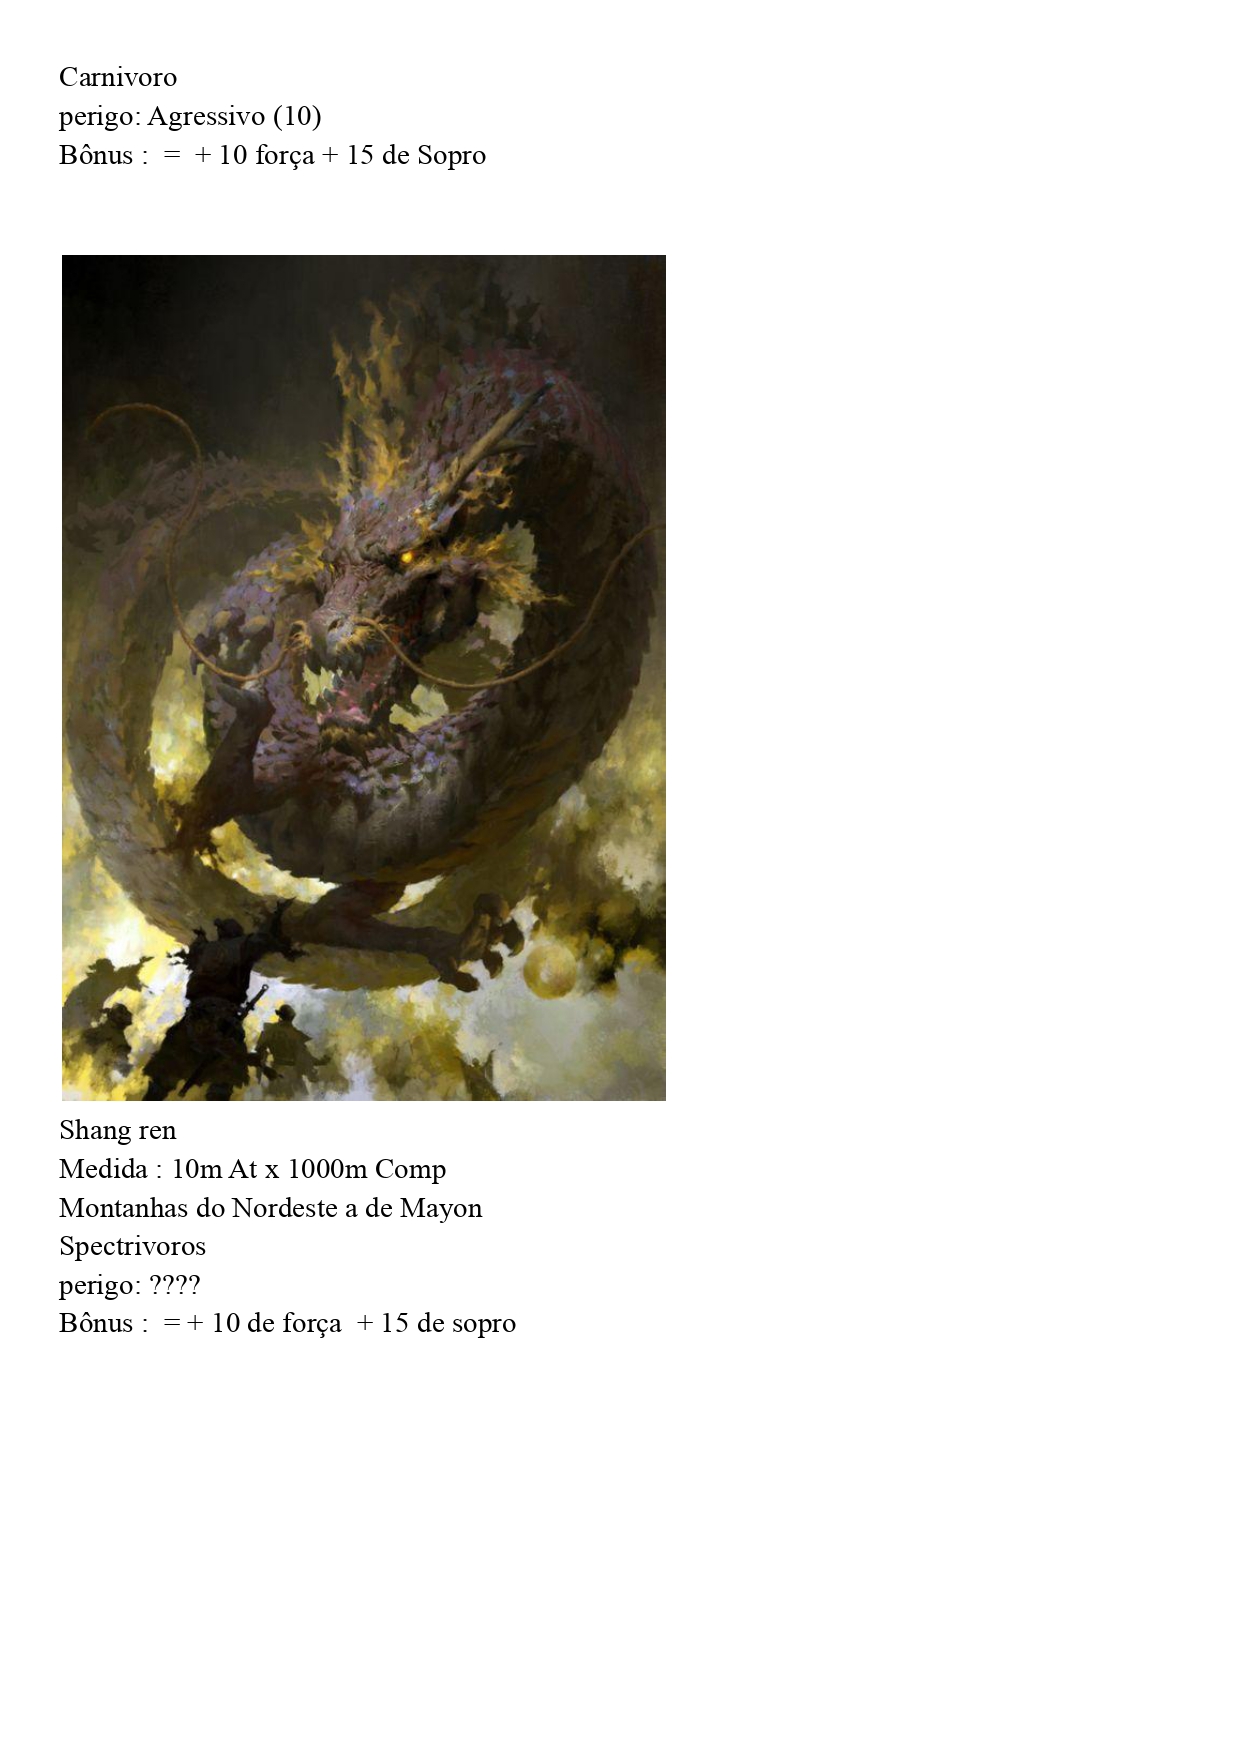 Carnivoro
perigo: Agressivo (10)
Bônus :  =  + 10 força + 15 de Sopro
Shang ren
Medida : 10m At x 1000m Comp
Montanhas do Nordeste a de Mayon
Spectrivoros
perigo: ????
Bônus :  = + 10 de força  + 15 de sopro